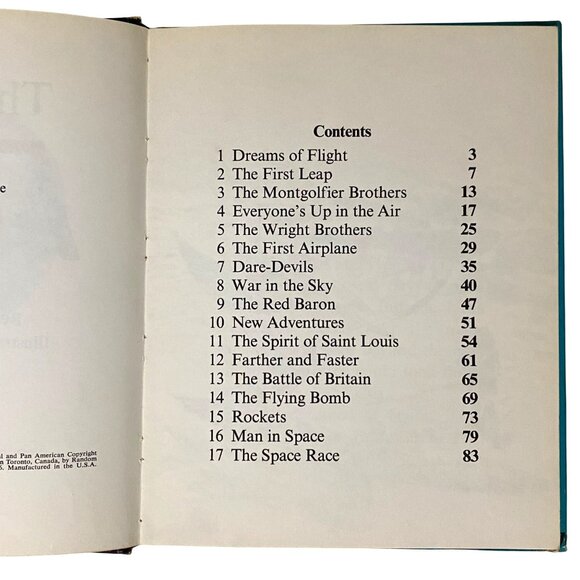 e
al and Pan American Copyright
n Toronto, Canada, by Random
5. Manufactured in the U.S.A.
Contents
1 Dreams of Flight 3
2 The First Leap 7
3 The Montgolfier Brothers 13
4 Everyone's Up in the Air 17
5 The Wright Brothers 25
6 The First Airplane 29
7 Dare-Devils 35
8 War in the Sky 40
9 The Red Baron 47
10 New Adventures 51
11 The Spirit of Saint Louis 54
12 Farther and Faster 61
13 The Battle of Britain 65
14 The Flying Bomb 69
15 Rockets 73
16 Man in Space 79
17 The Space Race 83